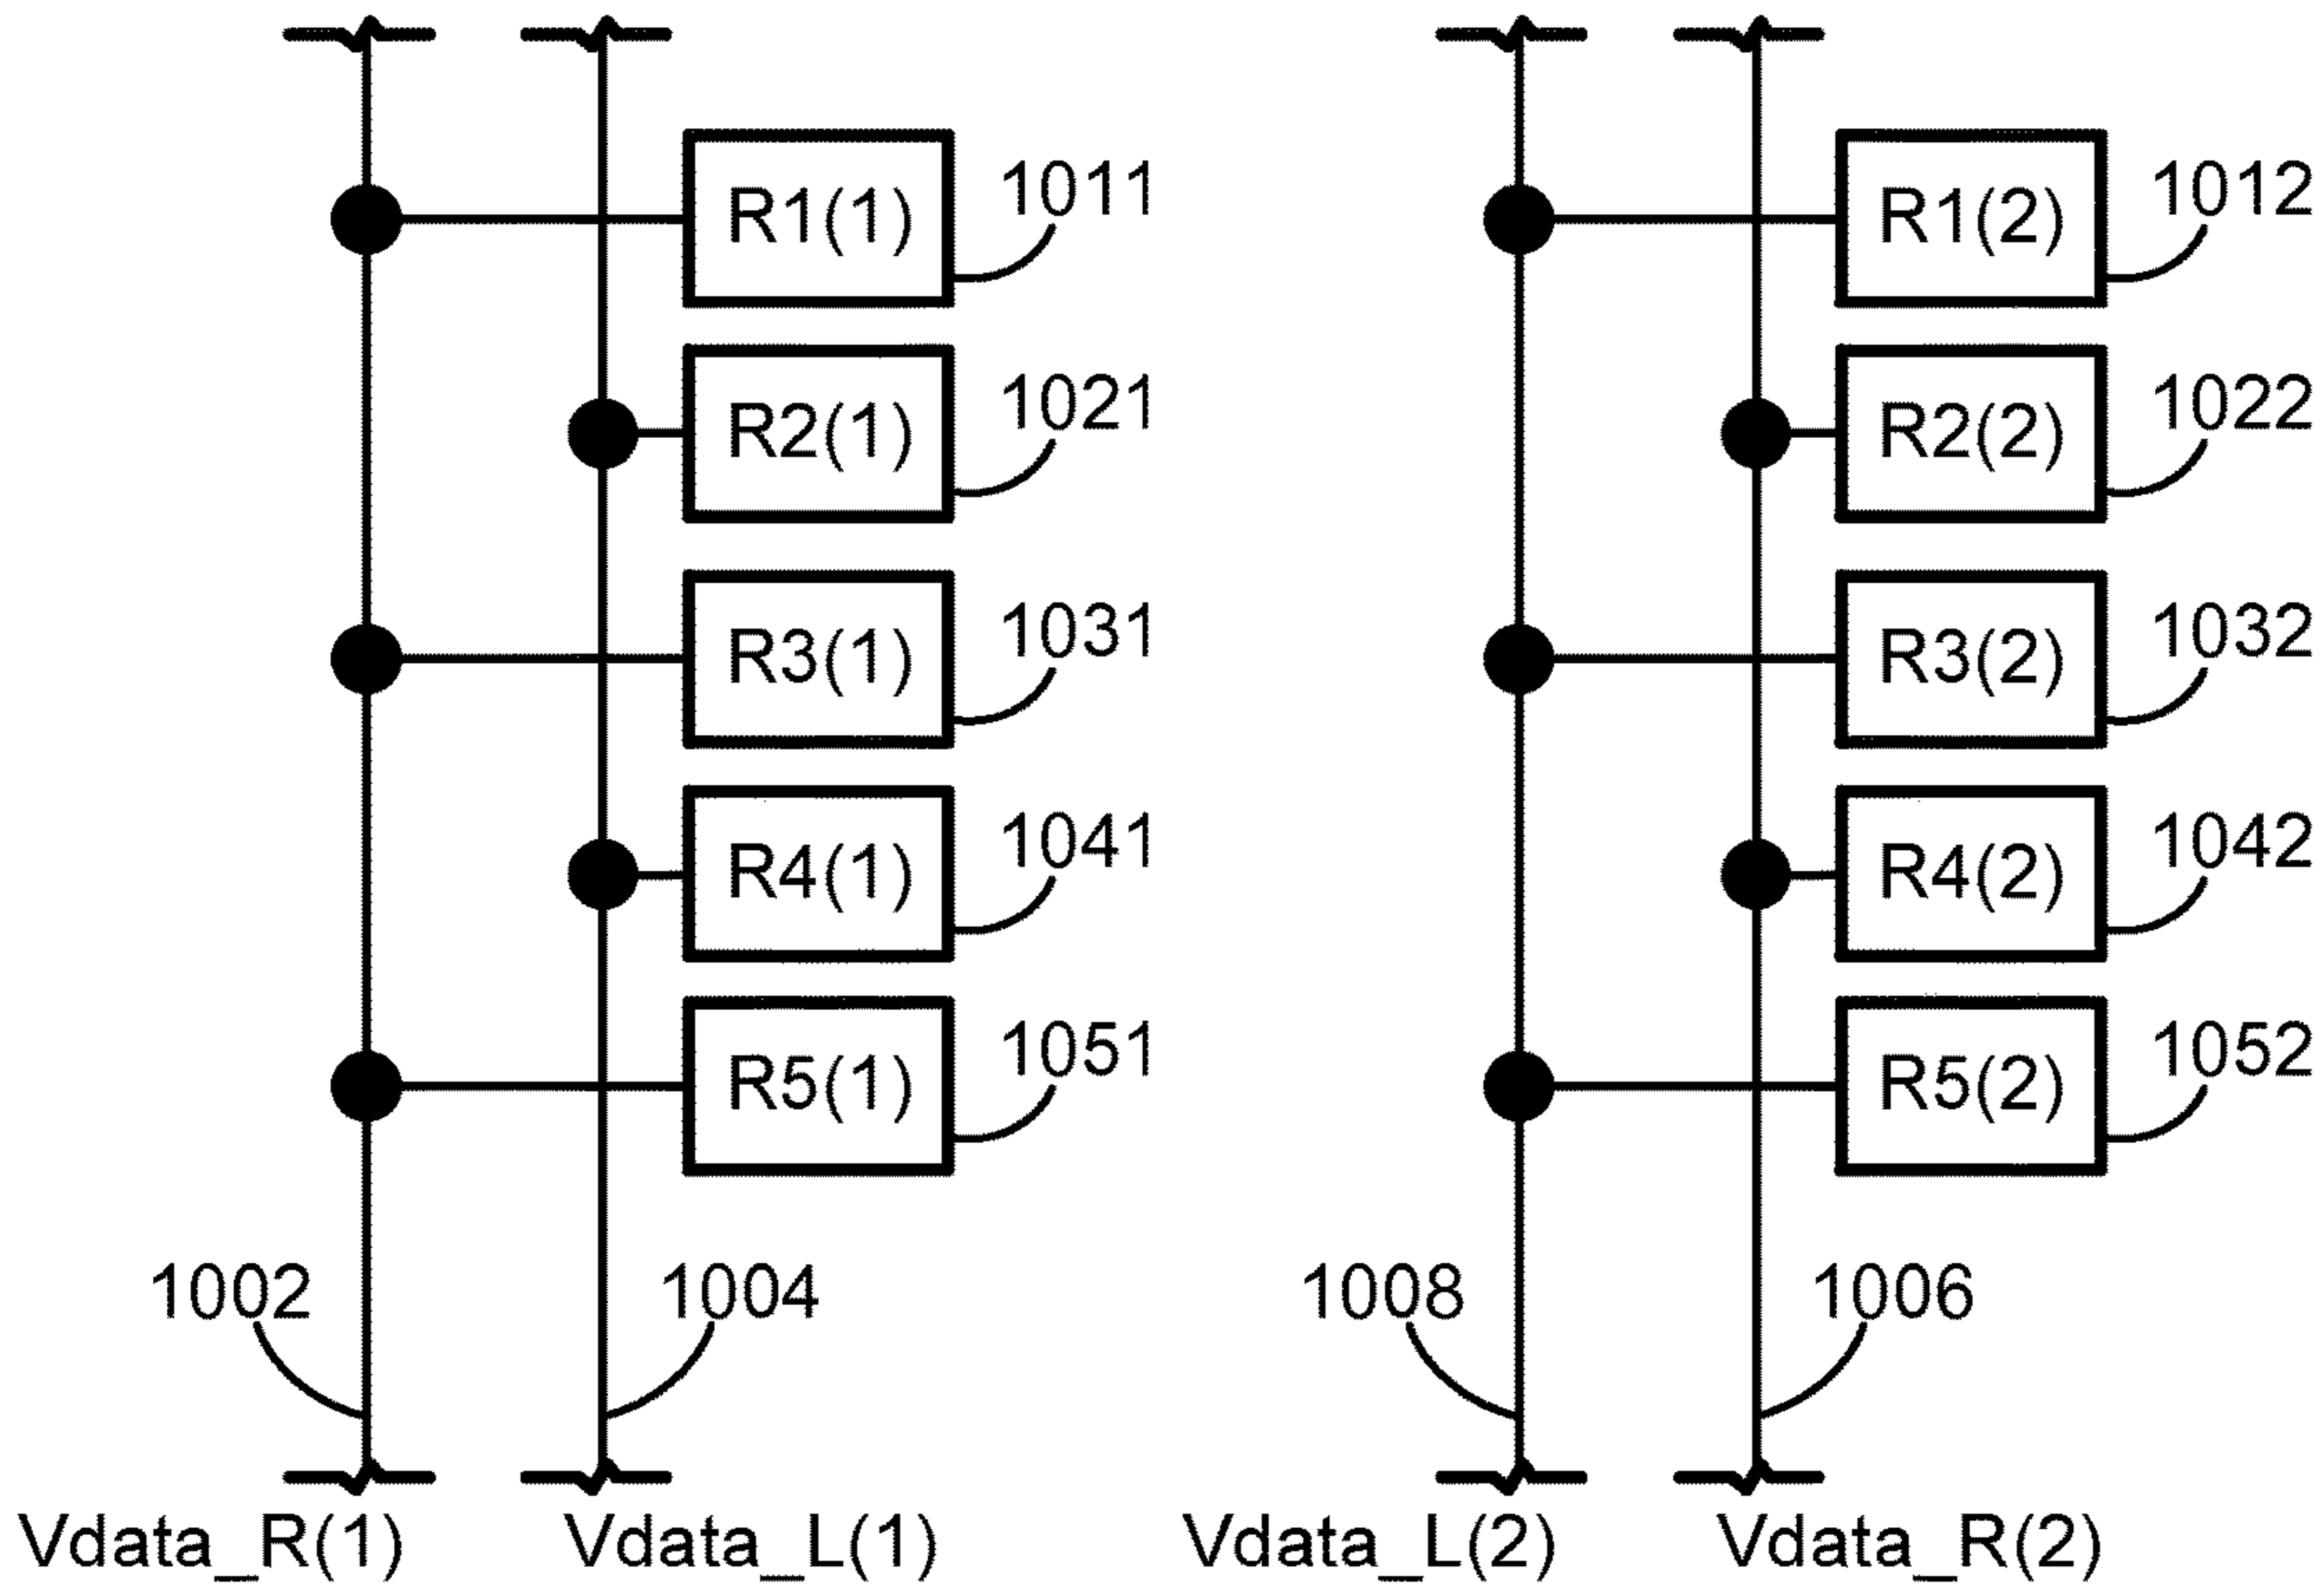 R1(1) 1011 R1(2) 1012
R2(1) 1021 R2(2) 1022
R3(1) 1031 R3(2) 1032
R4(1) 1041 R4(2) 1042
R5(1) 1051 R5(2) 1052
1002 1004 1008 1006
Vdata_R(1) Vdata_L(1) Vdata_L(2) Vdata_R(2)